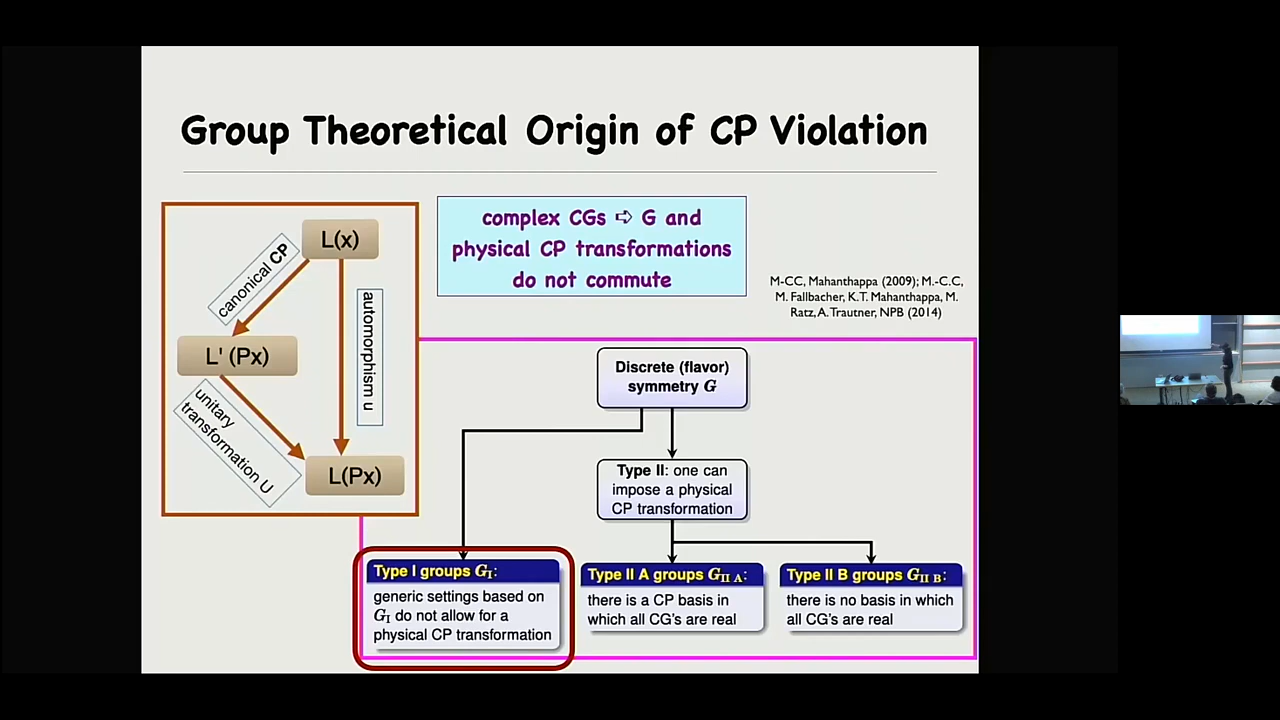 Group Theoretical Origin of CP Violation
L(x)
canonical CP
automorphism u
L' (Px)
unitary
transformation U
L(Px)
complex CGs ⇨ G and
physical CP transformations
do not commute
M-CC, Mahanthappa (2009); M.-C.C,
M. Fallbacher, K.T. Mahanthappa, M.
Ratz, A. Trautner, NPB (2014)
Discrete (flavor)
symmetry G
Type II: one can
impose a physical
CP transformation
Type I groups G_I:
generic settings based on
G_I do not allow for a
physical CP transformation
Type II A groups G_II A:
there is a CP basis in
which all CG's are real
Type II B groups G_II B:
there is no basis in which
all CG's are real